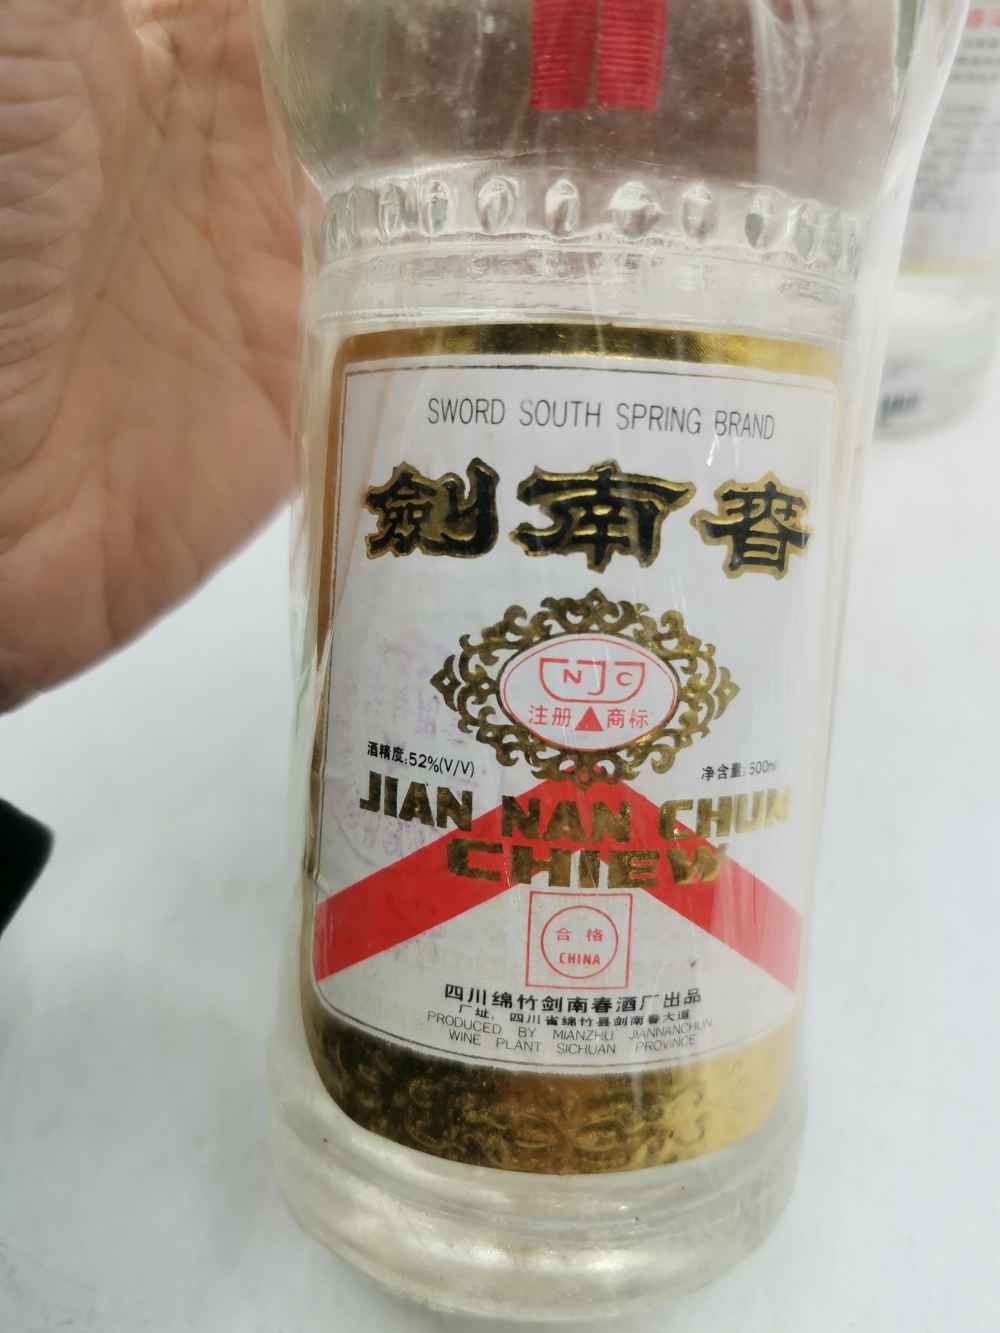 SWORD SOUTH SPRING BRAND
劍南春
NJC
注册 商标
酒精度:52%(V/V)
净含量:500ml
JIAN NAN CHUN
CHIEW
合格
CHINA
四川绵竹剑南春酒厂出品
厂址:四川省绵竹县剑南春大道
PRODUCED BY MIANZHU JIANNANCHUN
WINE PLANT SICHUAN PROVINCE